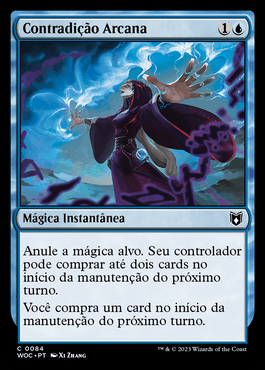 Contradição Arcana 1
Mágica Instantânea
Anule a mágica alvo. Seu controlador
pode comprar até dois cards no
início da manutenção do próximo
turno.
Você compra um card no início da
manutenção do próximo turno.
C 0084
WOC • PT Xi Zhang
™ & © 2023 Wizards of the Coast